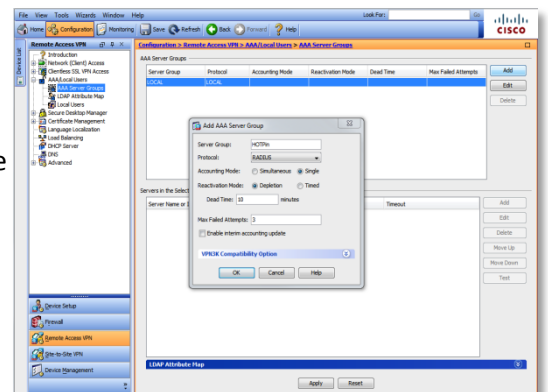 File View Tools Wizards Window Help
Look For:
Go
Home Configuration Monitoring Save Refresh Back Forward Help
CISCO
Device List
Remote Access VPN
Introduction
Network (Client) Access
Clientless SSL VPN Access
AAA/Local Users
AAA Server Groups
LDAP Attribute Map
Local Users
Secure Desktop Manager
Certificate Management
Language Localization
Load Balancing
DHCP Server
DNS
Advanced
Device Setup
Firewall
Remote Access VPN
Site-to-Site VPN
Device Management
Configuration > Remote Access VPN > AAA/Local Users > AAA Server Groups
AAA Server Groups
Server Group Protocol Accounting Mode Reactivation Mode Dead Time Max Failed Attempts
LOCAL LOCAL
Add
Edit
Delete
Add AAA Server Group
Server Group: HOTPin
Protocol: RADIUS
Accounting Mode: Simultaneous Single
Reactivation Mode: Depletion Timed
Dead Time: 10 minutes
Max Failed Attempts: 3
Enable interim accounting update
VPN3K Compatibility Option
OK Cancel Help
Servers in the Select
Server Name or Timeout
Add
Edit
Delete
Move Up
Move Down
Test
LDAP Attribute Map
Apply Reset